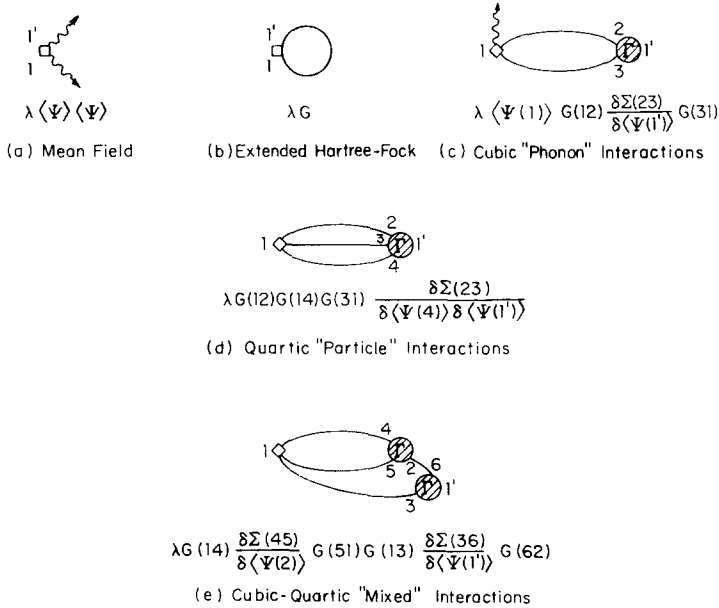 1'
1
λ ⟨Ψ⟩ ⟨Ψ⟩
(a) Mean Field
1'
1
λ G
(b) Extended Hartree-Fock
1
2
Γ
1'
3
λ ⟨Ψ(1)⟩ G(12) δΣ(23)/δ⟨Ψ(1')⟩ G(31)
(c) Cubic "Phonon" Interactions
1
2
3
Γ
1'
4
λG(12)G(14)G(31) δΣ(23)/δ⟨Ψ(4)⟩δ⟨Ψ(1')⟩
(d) Quartic "Particle" Interactions
1
4
Γ
5
2
6
Γ
1'
3
λG(14) δΣ(45)/δ⟨Ψ(2)⟩ G(51)G(13) δΣ(36)/δ⟨Ψ(1')⟩ G(62)
(e) Cubic-Quartic "Mixed" Interactions